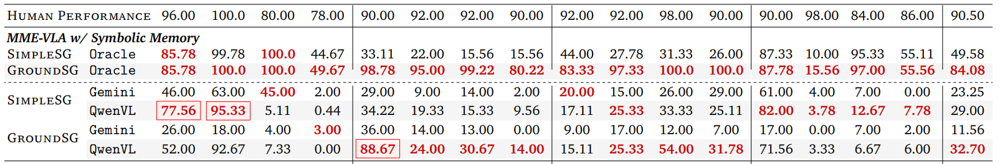 HUMAN PERFORMANCE 96.00 100.0 80.00 78.00 90.00 92.00 92.00 90.00 92.00 92.00 98.00 90.00 90.00 98.00 84.00 86.00 90.50
MME-VLA w/ Symbolic Memory
SIMPLESG Oracle 85.78 99.78 100.0 44.67 33.11 22.00 15.56 15.56 44.00 27.78 31.33 26.00 87.33 10.00 95.33 55.11 49.58
GROUNDSG Oracle 85.78 100.0 100.0 49.67 98.78 95.00 99.22 80.22 83.33 97.33 100.0 100.0 87.78 15.56 97.00 55.56 84.08
SIMPLESG Gemini 46.00 63.00 45.00 2.00 29.00 9.00 14.00 2.00 20.00 15.00 26.00 29.00 61.00 4.00 7.00 0.00 23.25
QwenVL 77.56 95.33 5.11 0.44 34.22 19.33 15.33 9.56 17.11 25.33 33.33 25.11 82.00 3.78 12.67 7.78 29.00
GROUNDSG Gemini 26.00 18.00 4.00 3.00 36.00 14.00 13.00 0.00 9.00 17.00 12.00 7.00 17.00 0.00 7.00 2.00 11.56
QwenVL 52.00 92.67 7.33 0.00 88.67 24.00 30.67 14.00 15.11 25.33 54.00 31.78 71.56 3.33 6.67 6.00 32.70